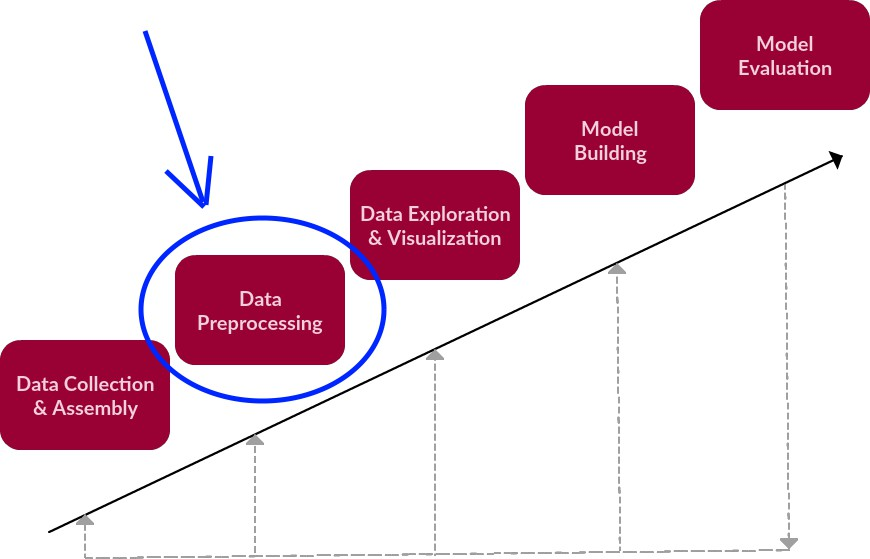 Data Collection
& Assembly
Data
Preprocessing
Data Exploration
& Visualization
Model
Building
Model
Evaluation